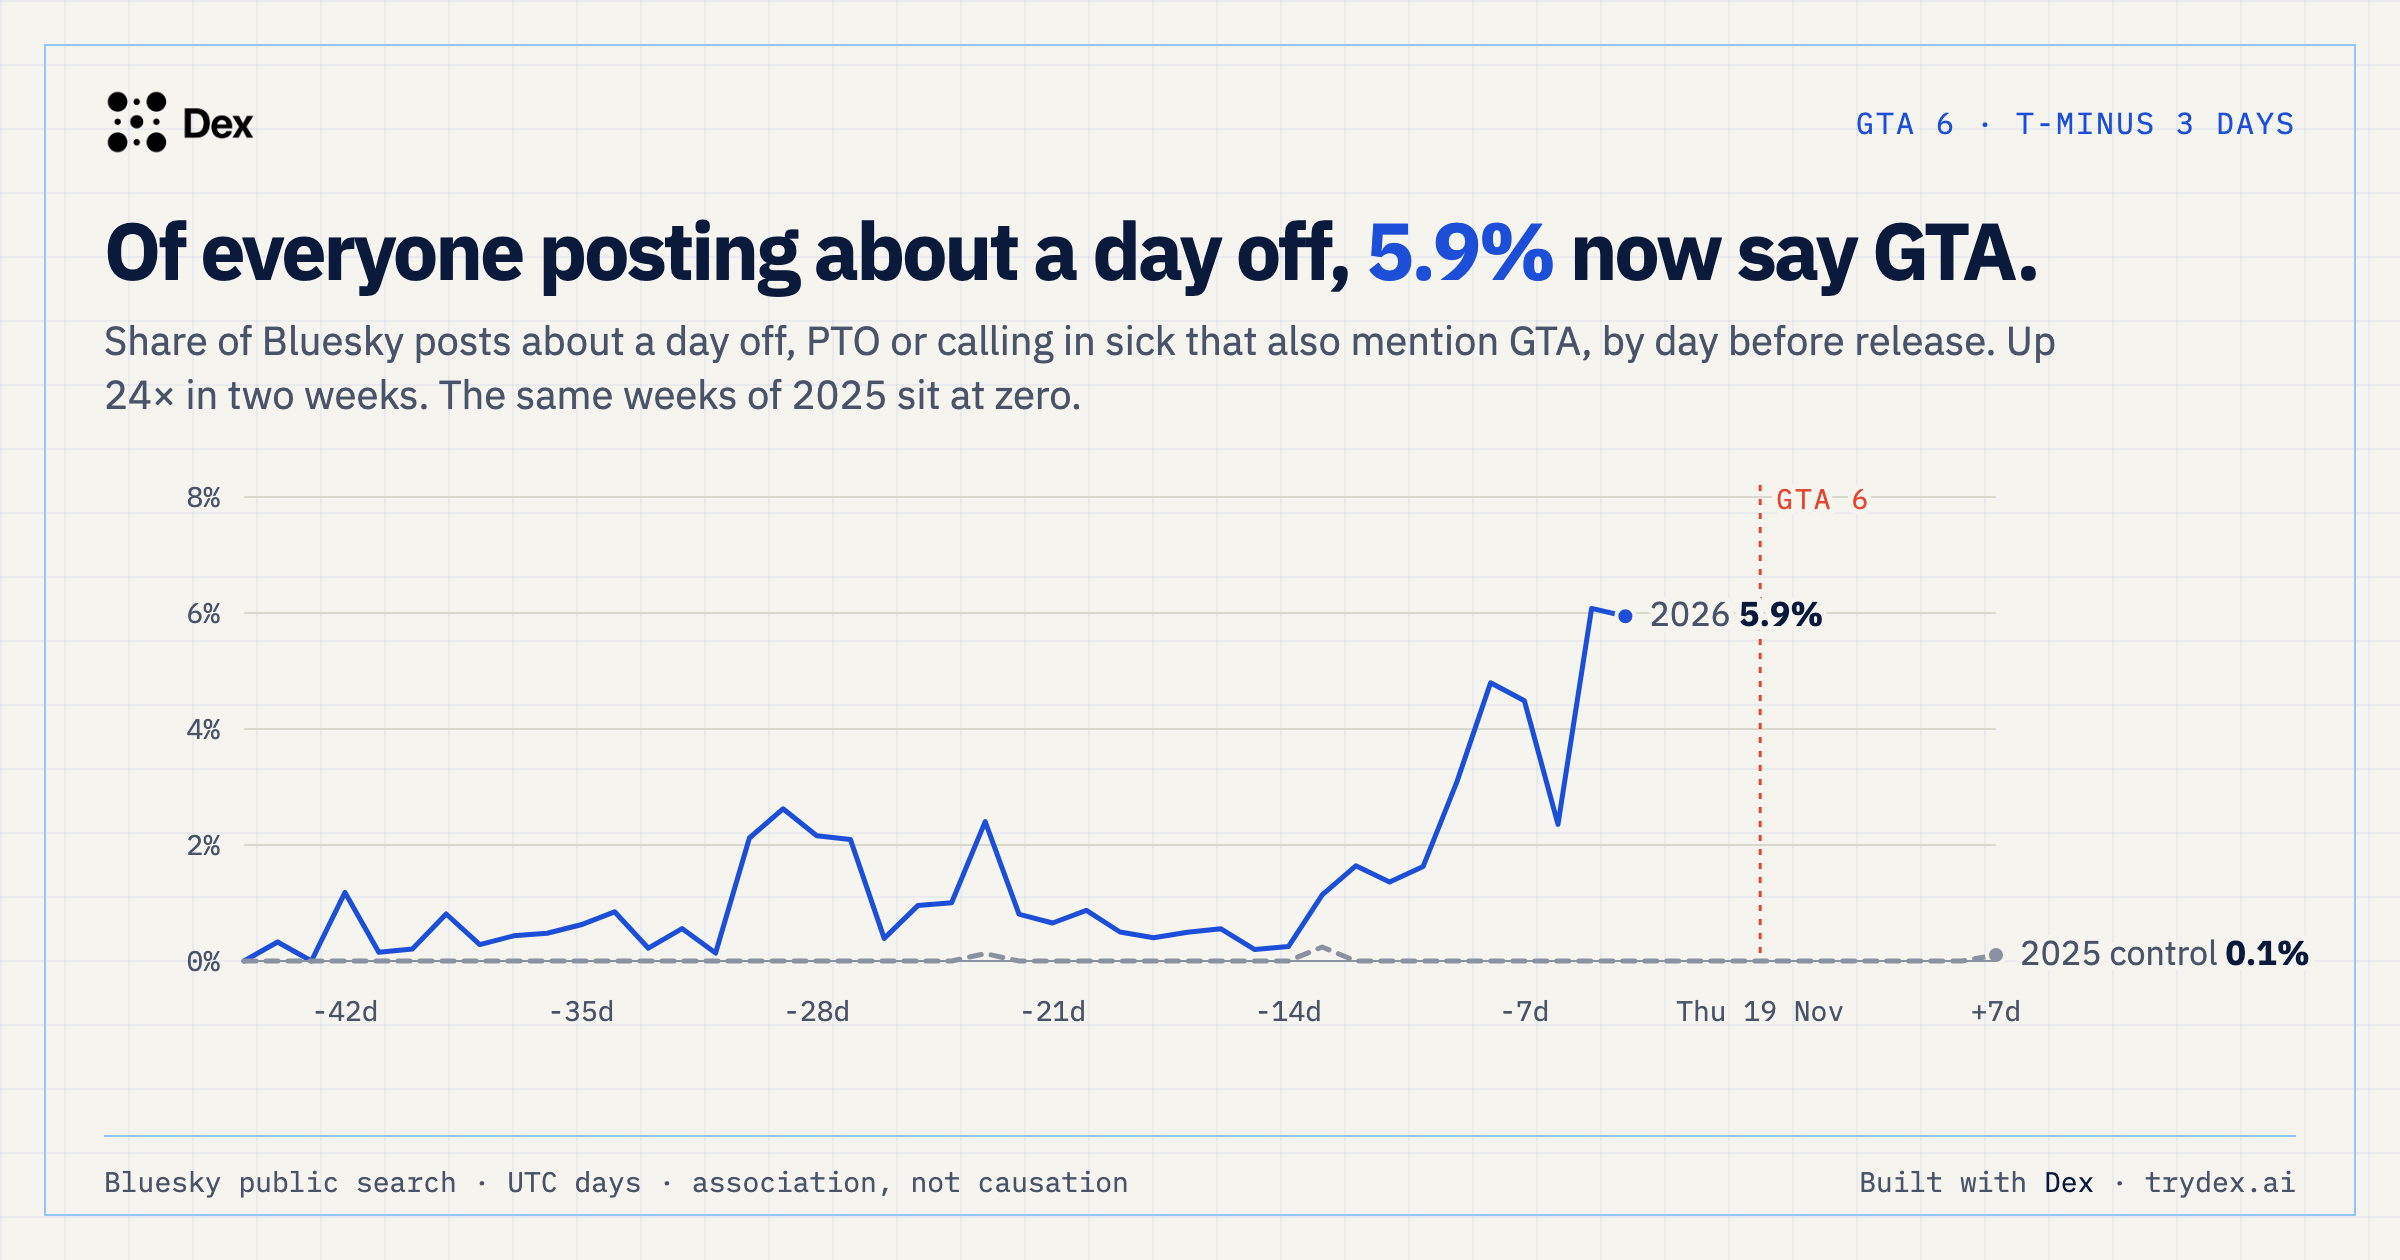 Dex
GTA 6 · T-MINUS 3 DAYS
Of everyone posting about a day off, 5.9% now say GTA.
Share of Bluesky posts about a day off, PTO or calling in sick that also mention GTA, by day before release. Up
24× in two weeks. The same weeks of 2025 sit at zero.
8%
GTA 6
6%
2026 5.9%
4%
2%
0%
2025 control 0.1%
-42d -35d -28d -21d -14d -7d Thu 19 Nov +7d
Bluesky public search · UTC days · association, not causation
Built with Dex · trydex.ai